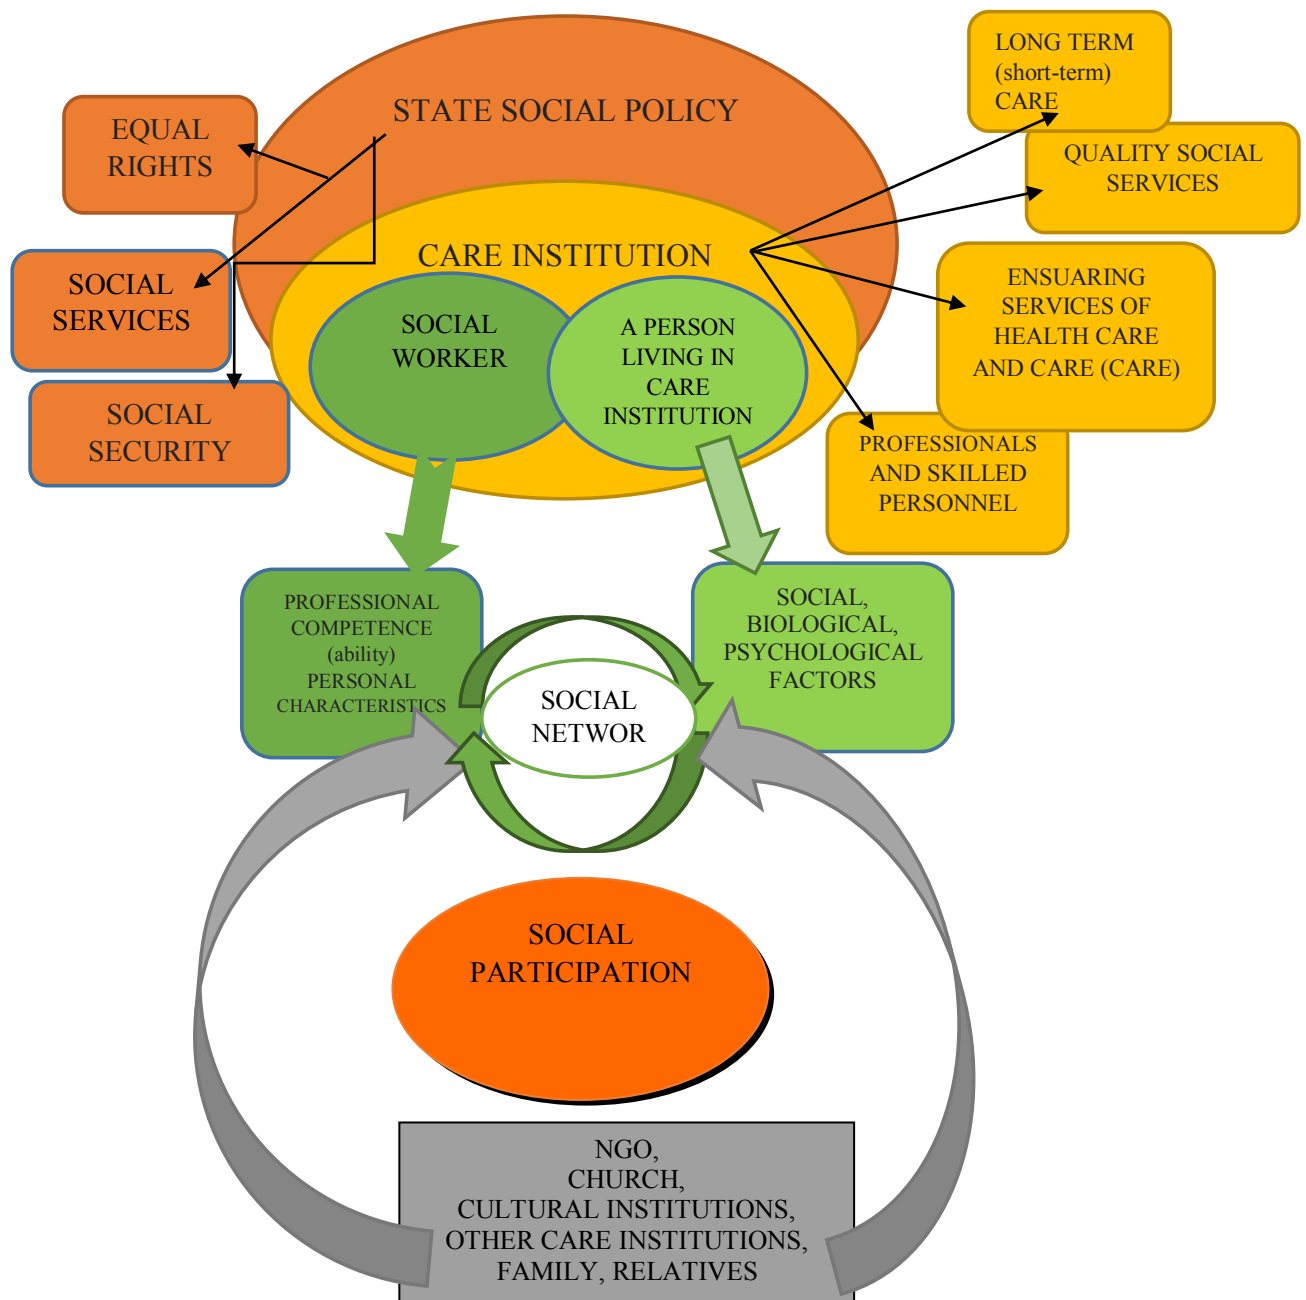 STATE SOCIAL POLICY
EQUAL
RIGHTS
SOCIAL
SERVICES
SOCIAL
SECURITY
CARE INSTITUTION
LONG TERM
(short-term)
CARE
QUALITY SOCIAL
SERVICES
ENSUARING
SERVICES OF
HEALTH CARE
AND CARE (CARE)
PROFESSIONALS
AND SKILLED
PERSONNEL
SOCIAL
WORKER
A PERSON
LIVING IN
CARE
INSTITUTION
PROFESSIONAL
COMPETENCE
(ability)
PERSONAL
CHARACTERISTICS
SOCIAL,
BIOLOGICAL,
PSYCHOLOGICAL
FACTORS
SOCIAL
NETWOR
SOCIAL
PARTICIPATION
NGO,
CHURCH,
CULTURAL INSTITUTIONS,
OTHER CARE INSTITUTIONS,
FAMILY, RELATIVES